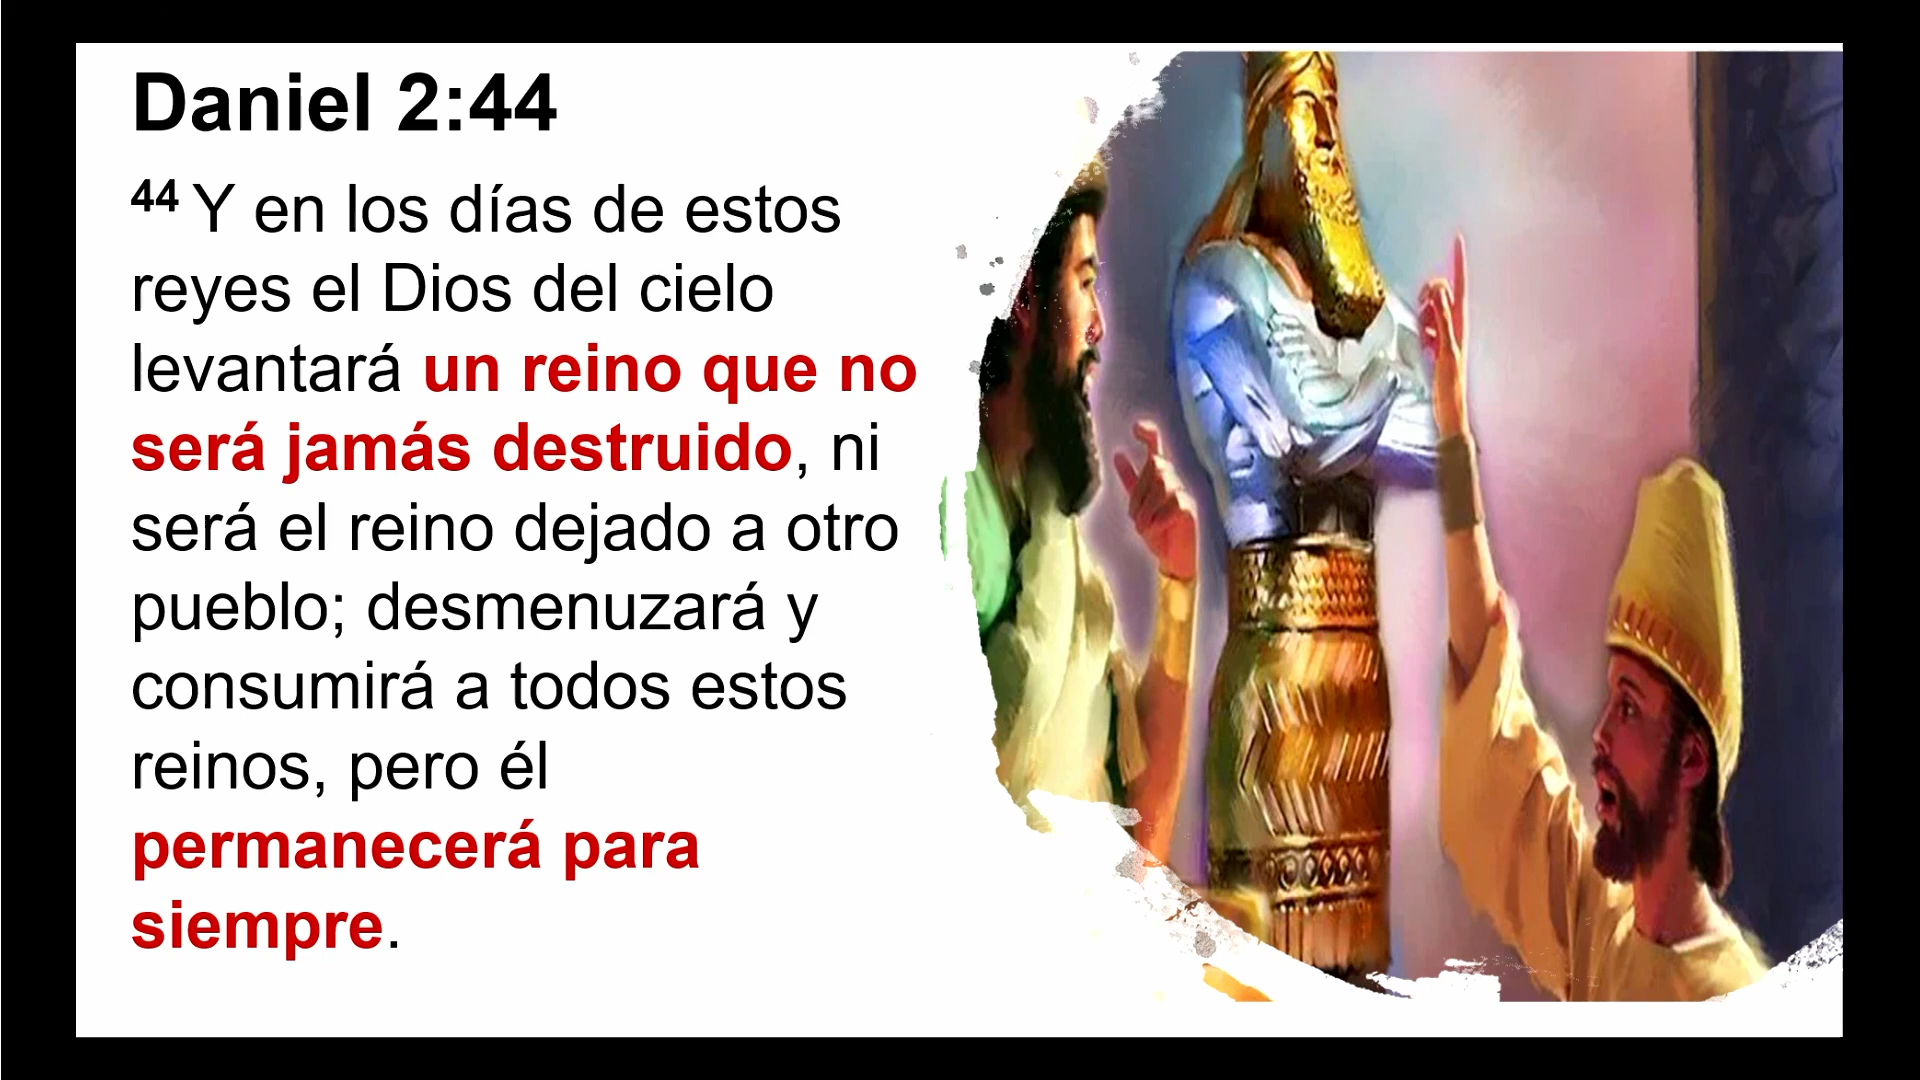 Daniel 2:44
44 Y en los días de estos
reyes el Dios del cielo
levantará un reino que no
será jamás destruido, ni
será el reino dejado a otro
pueblo; desmenuzará y
consumirá a todos estos
reinos, pero él
permanecerá para
siempre.